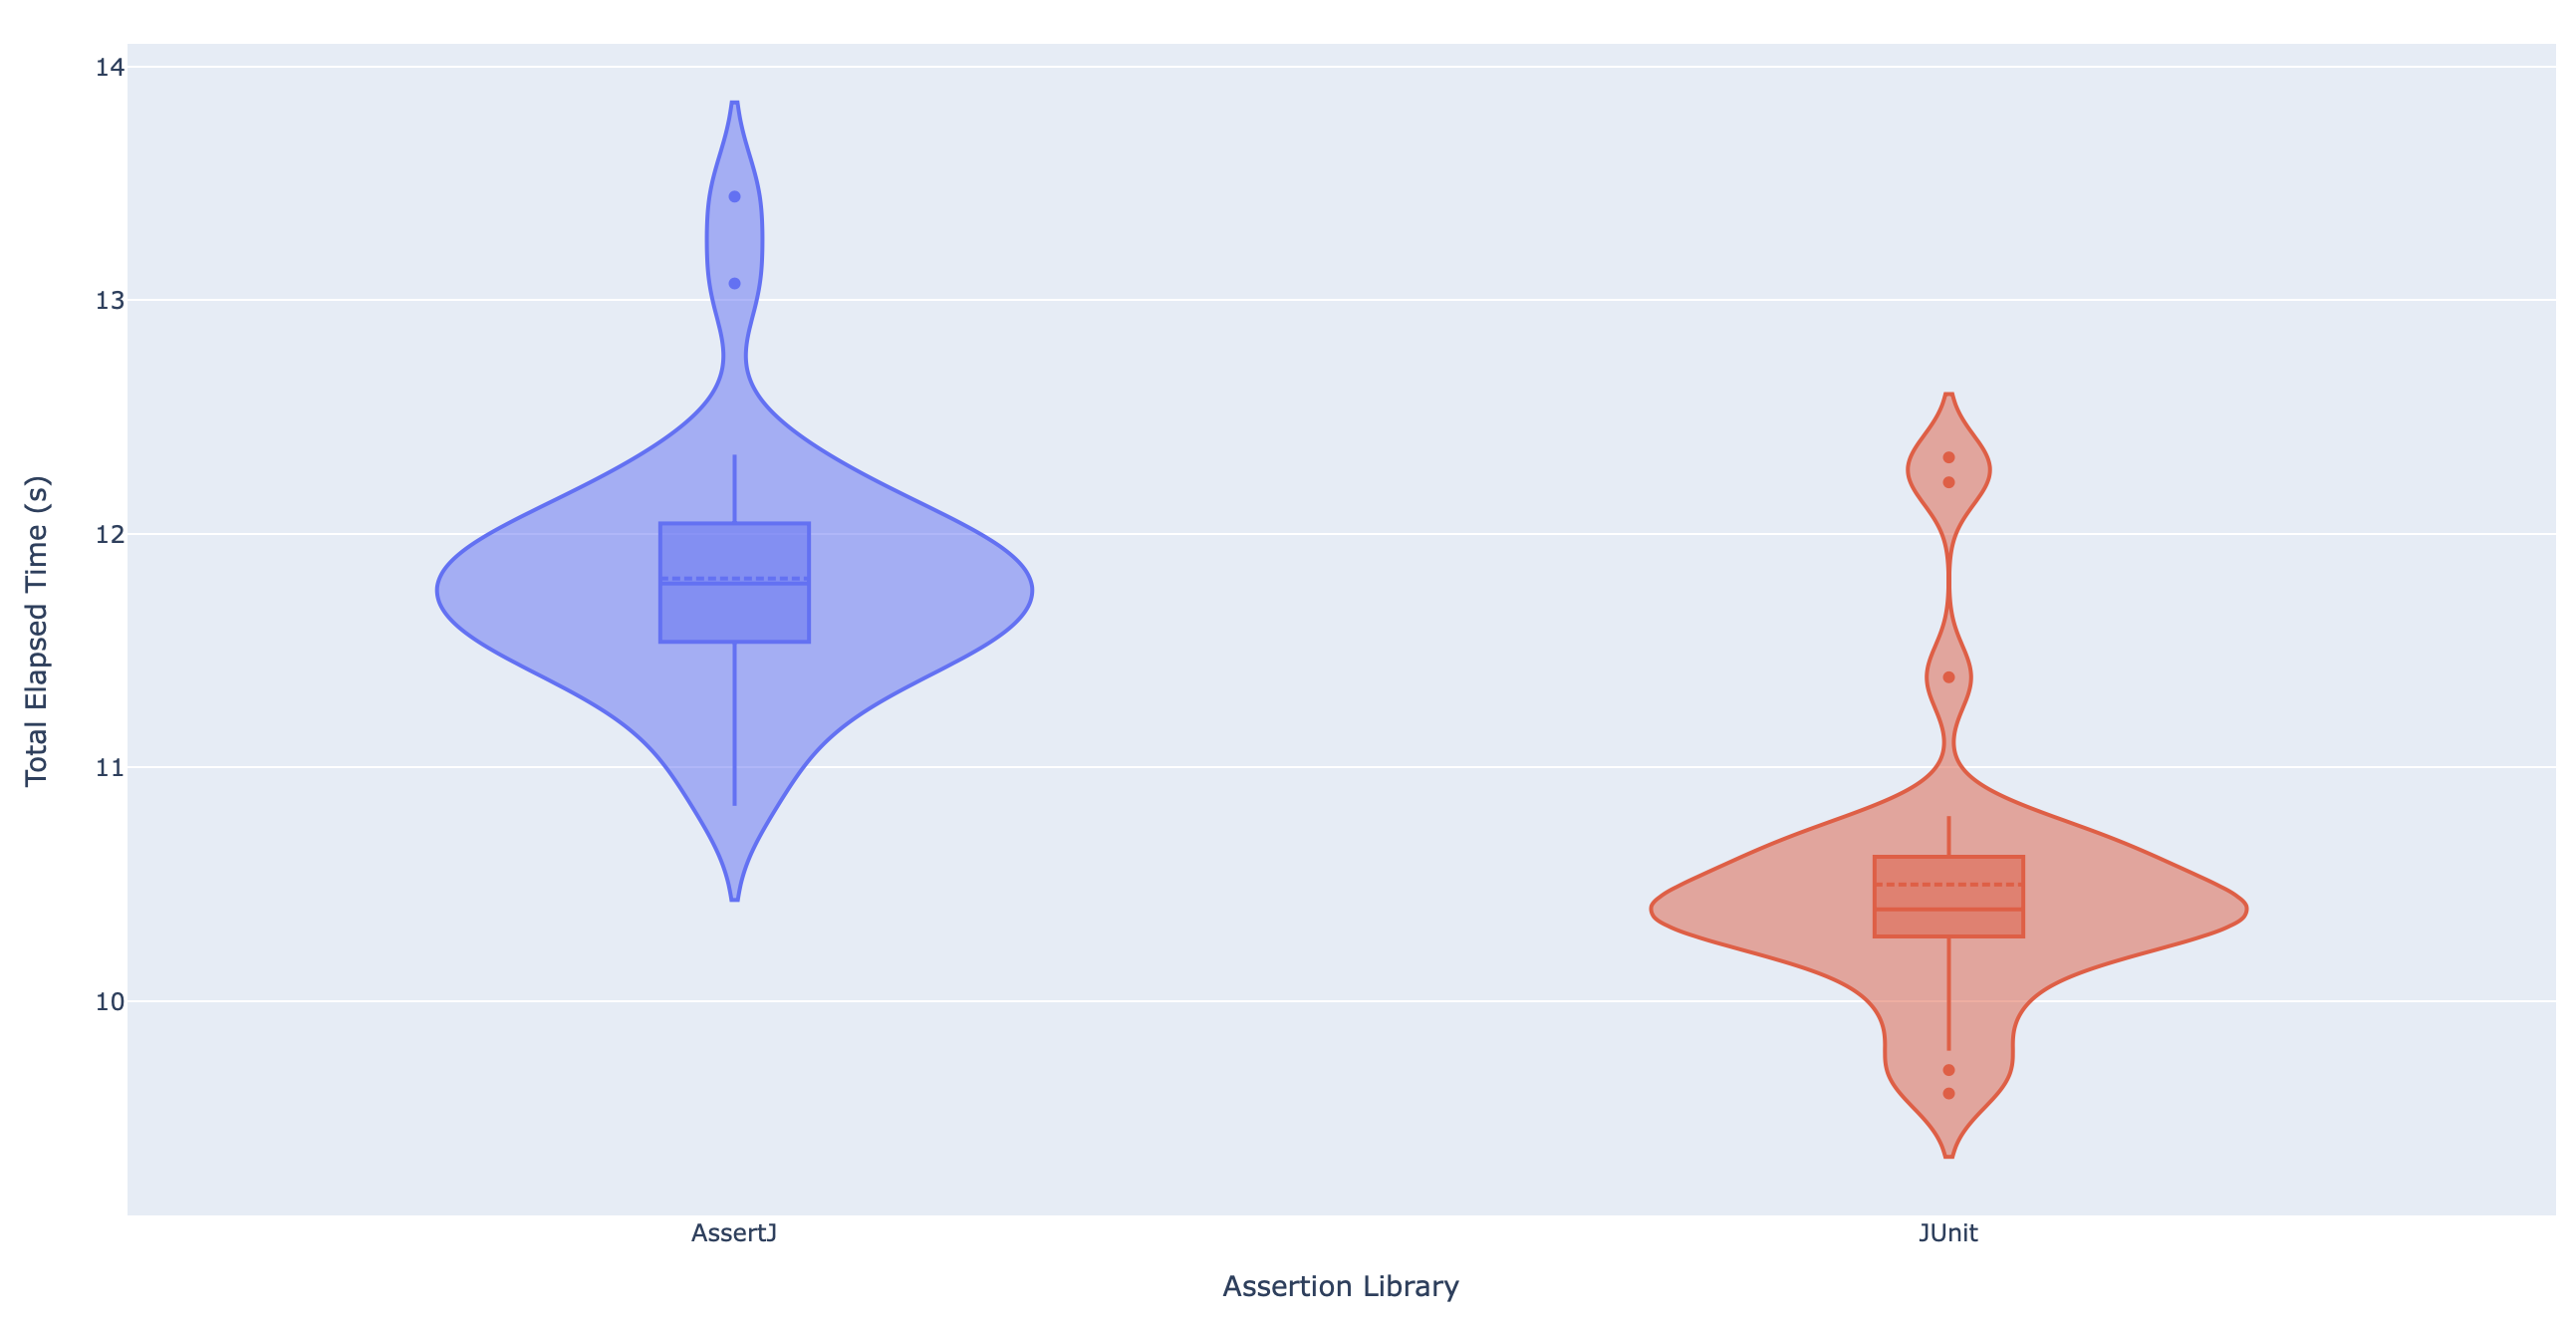 14
13
12
11
10
Total Elapsed Time (s)
AssertJ
JUnit
Assertion Library